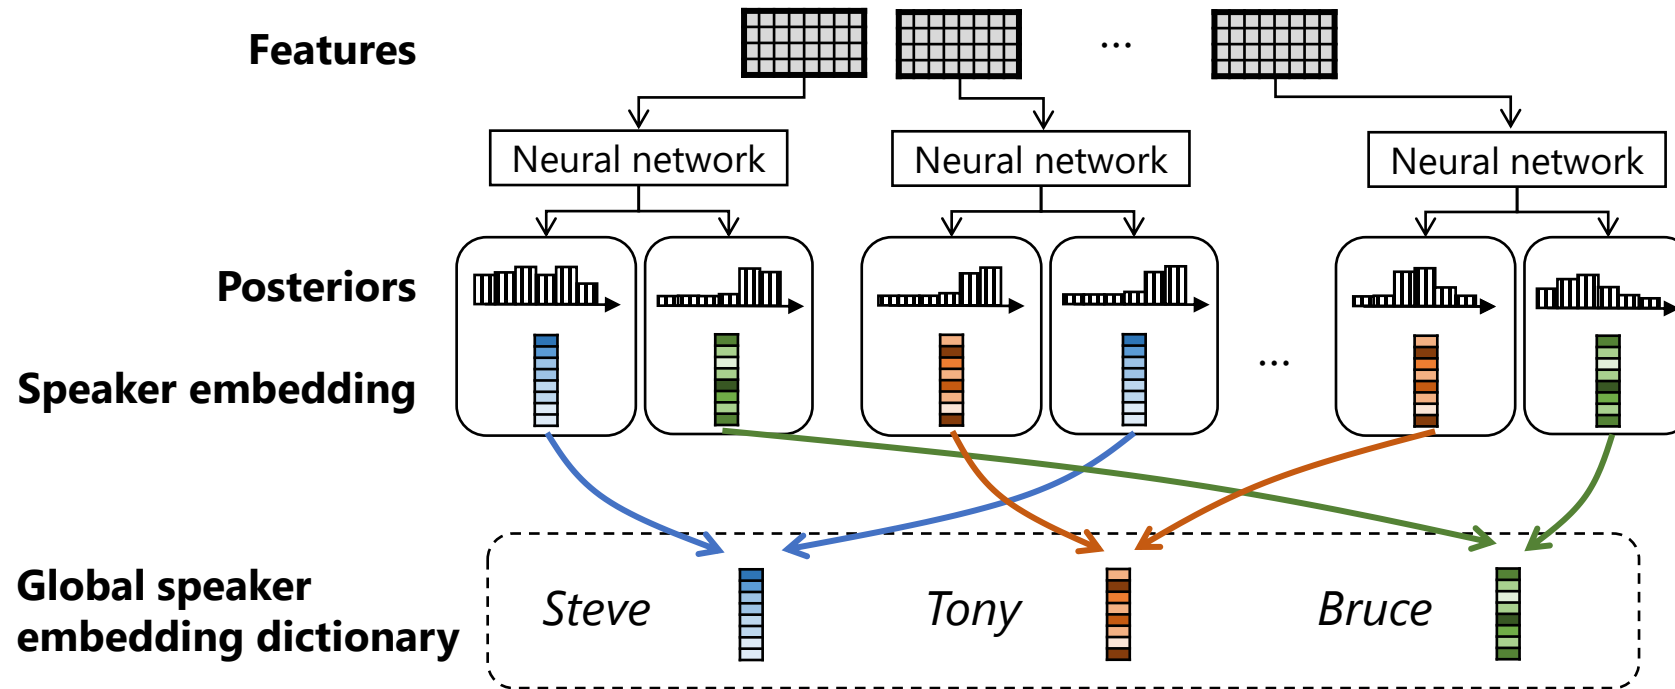 Features
...
Neural network
Neural network
Neural network
Posteriors
Speaker embedding
...
Global speaker
embedding dictionary
Steve
Tony
Bruce